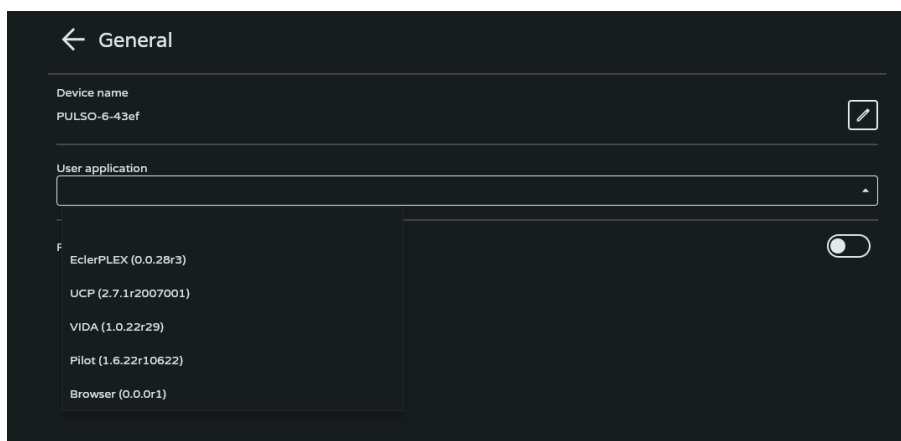 General
Device name
PULSO-6-43ef
User application
EclerPLEX (0.0.28r3)
UCP (2.7.1r2007001)
VIDA (1.0.22r29)
Pilot (1.6.22r10622)
Browser (0.0.0r1)